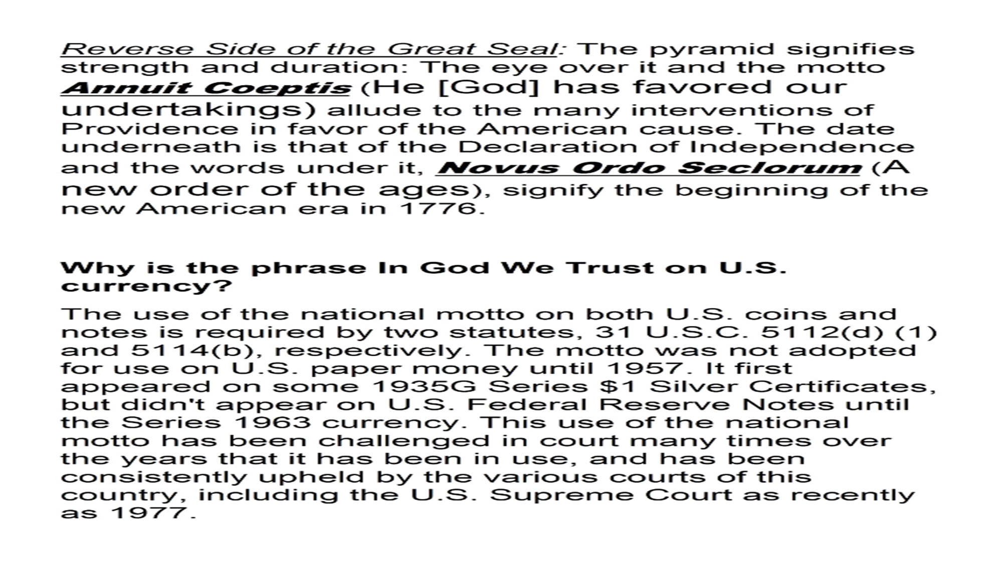 Reverse Side of the Great Seal: The pyramid signifies
strength and duration: The eye over it and the motto
Annuit Coeptis (He [God] has favored our
undertakings) allude to the many interventions of
Providence in favor of the American cause. The date
underneath is that of the Declaration of Independence
and the words under it, Novus Ordo Seclorum (A
new order of the ages), signify the beginning of the
new American era in 1776.
Why is the phrase In God We Trust on U.S.
currency?
The use of the national motto on both U.S. coins and
notes is required by two statutes, 31 U.S.C. 5112(d) (1)
and 5114(b), respectively. The motto was not adopted
for use on U.S. paper money until 1957. It first
appeared on some 1935G Series $1 Silver Certificates,
but didn't appear on U.S. Federal Reserve Notes until
the Series 1963 currency. This use of the national
motto has been challenged in court many times over
the years that it has been in use, and has been
consistently upheld by the various courts of this
country, including the U.S. Supreme Court as recently
as 1977.